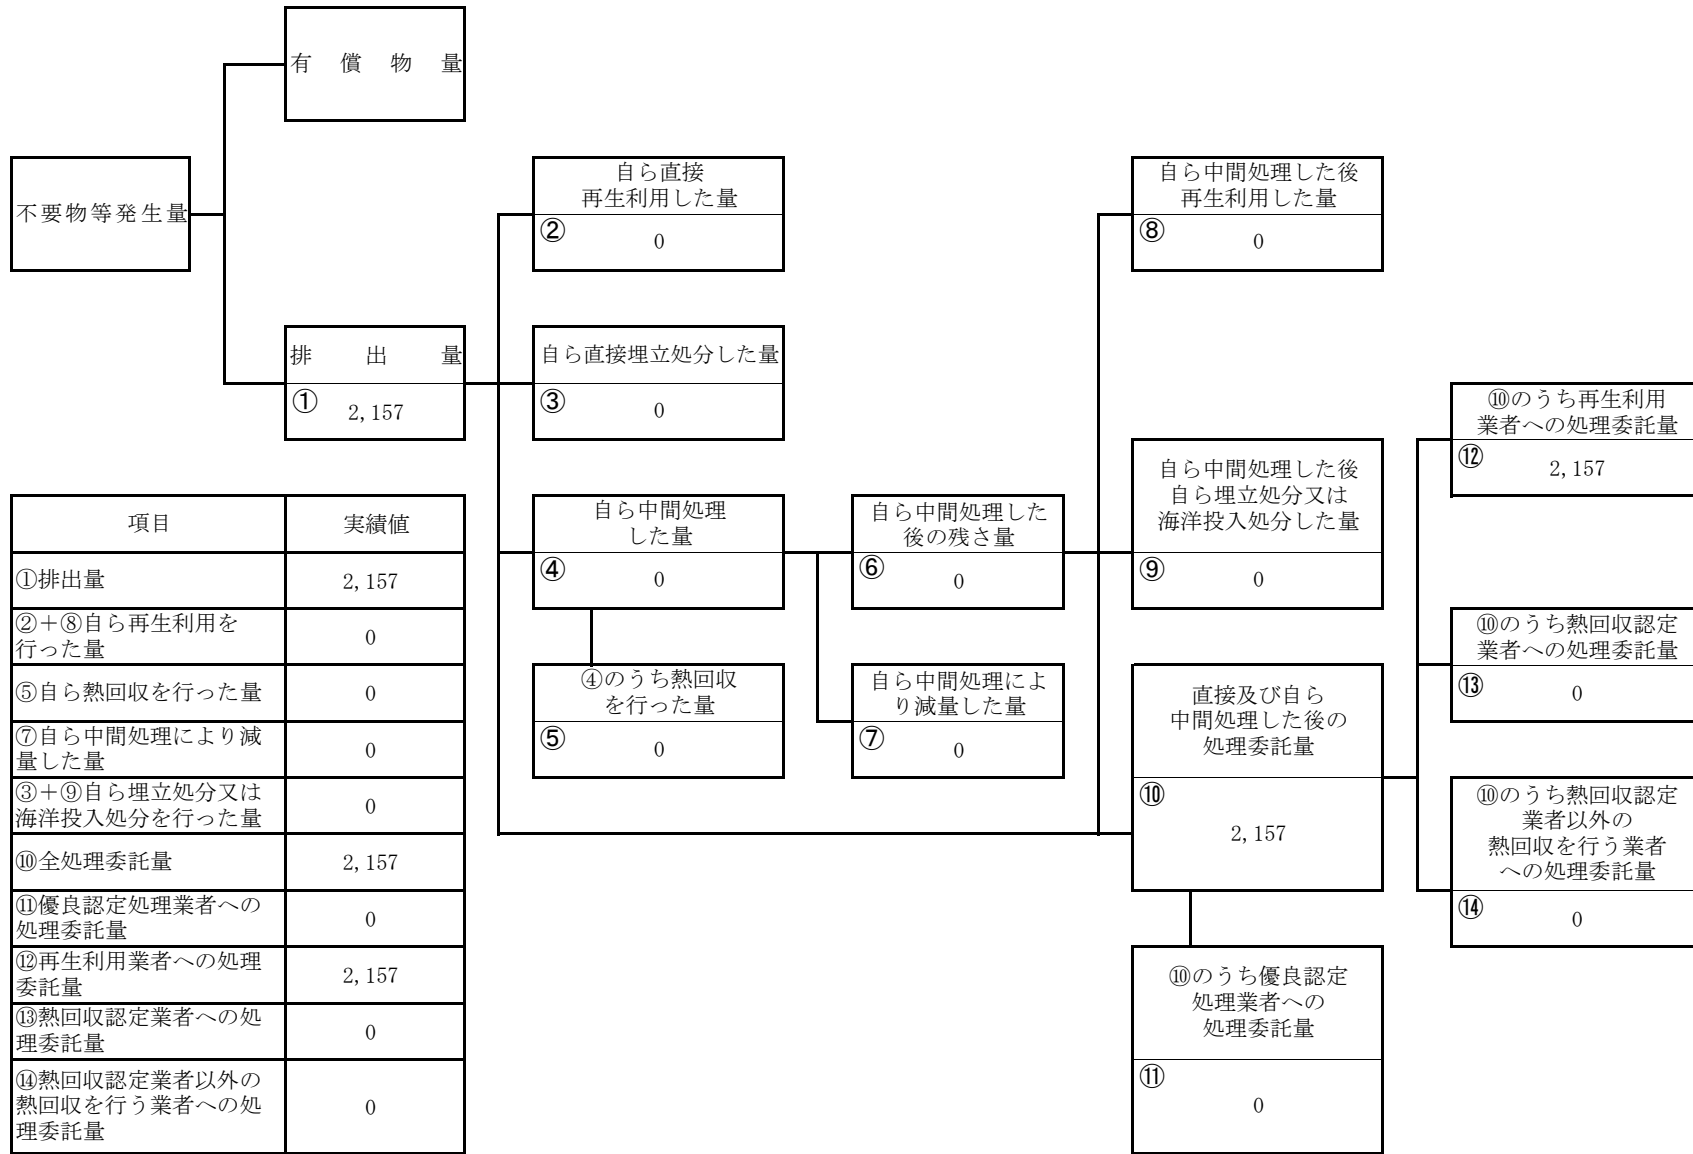 有償物量
不要物等発生量
自ら直接
再生利用した量
②
0
自ら中間処理した後
再生利用した量
⑧
0
排出量
①
2,157
自ら直接埋立処分した量
③
0
⑩のうち再生利用
業者への処理委託量
⑫
2,157
自ら中間処理した後
自ら埋立処分又は
海洋投入処分した量
⑨
0
自ら中間処理
した量
④
0
自ら中間処理した
後の残さ量
⑥
0
⑩のうち熱回収認定
業者への処理委託量
⑬
0
④のうち熱回収
を行った量
⑤
0
自ら中間処理によ
り減量した量
⑦
0
直接及び自ら
中間処理した後の
処理委託量
⑩
2,157
⑩のうち熱回収認定
業者以外の
熱回収を行う業者
への処理委託量
⑭
0
⑩のうち優良認定
処理業者への
処理委託量
⑪
0
項目 実績値
①排出量 2,157
②+⑧自ら再生利用を
行った量 0
⑤自ら熱回収を行った量 0
⑦自ら中間処理により減
量した量 0
③+⑨自ら埋立処分又は
海洋投入処分を行った量 0
⑩全処理委託量 2,157
⑪優良認定処理業者への
処理委託量 0
⑫再生利用業者への処理
委託量 2,157
⑬熱回収認定業者への処
理委託量 0
⑭熱回収認定業者以外の
熱回収を行う業者への処
理委託量 0